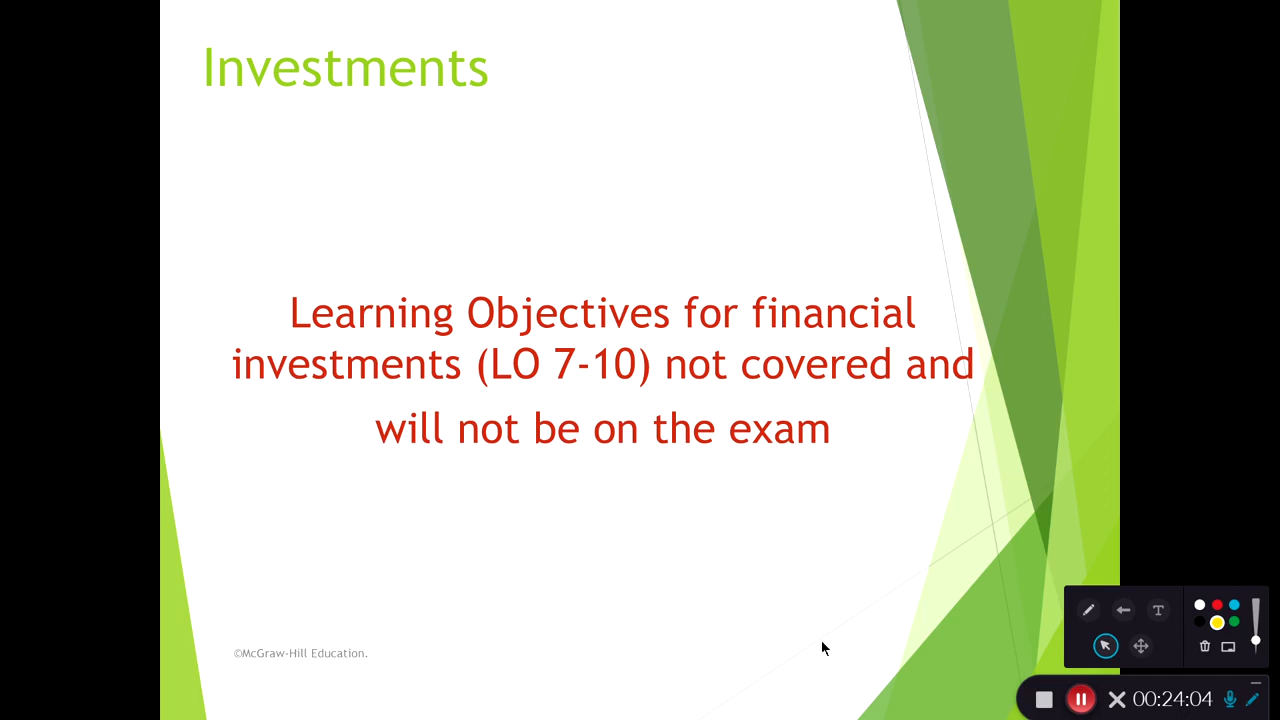 Investments
Learning Objectives for financial
investments (LO 7-10) not covered and
will not be on the exam
©McGraw-Hill Education.
T
00:24:04